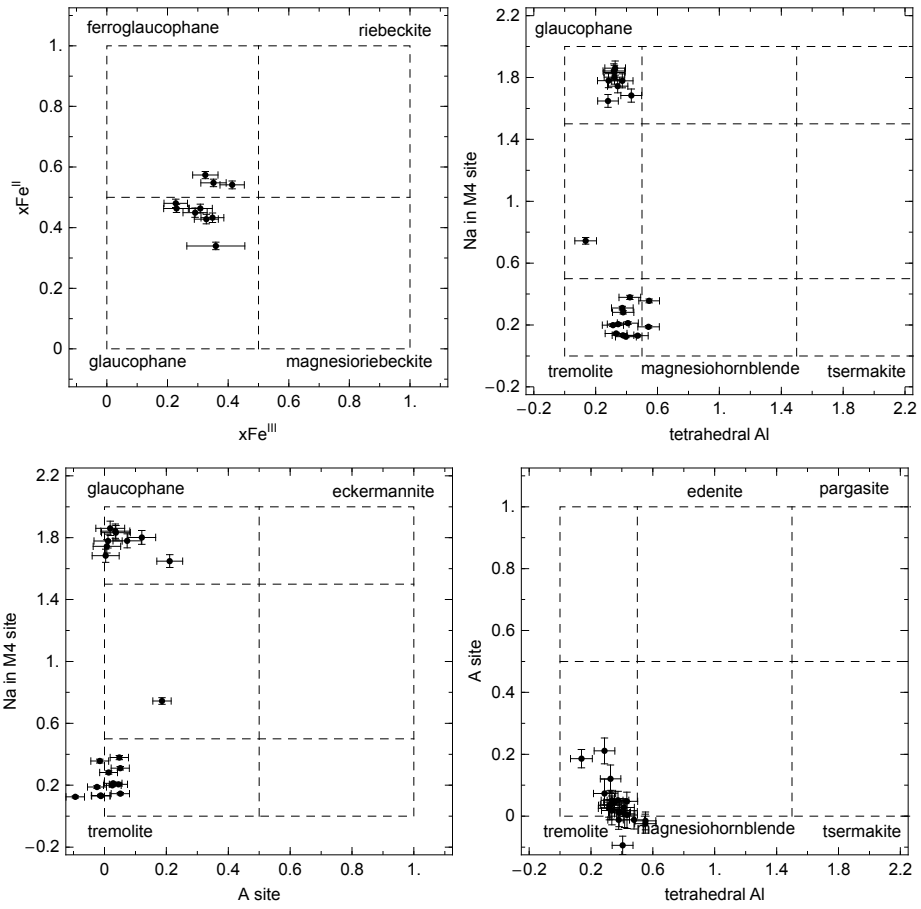 ferroglaucophane riebeckite
1.
0.8
0.6
0.4
0.2
0
xFeII
glaucophane magnesioriebeckite
0 0.2 0.4 0.6 0.8 1.
xFeIII
2.2
1.8
1.4
1.
0.6
0.2
−0.2
Na in M4 site
glaucophane
tremolite magnesiohornblende tsermakite
−0.2 0.2 0.6 1. 1.4 1.8 2.2
tetrahedral Al
2.2
1.8
1.4
1.
0.6
0.2
−0.2
Na in M4 site
glaucophane eckermannite
tremolite
0 0.2 0.4 0.6 0.8 1.
A site
1.
0.8
0.6
0.4
0.2
0
A site
edenite pargasite
tremolite magnesiohornblende tsermakite
−0.2 0.2 0.6 1. 1.4 1.8 2.2
tetrahedral Al